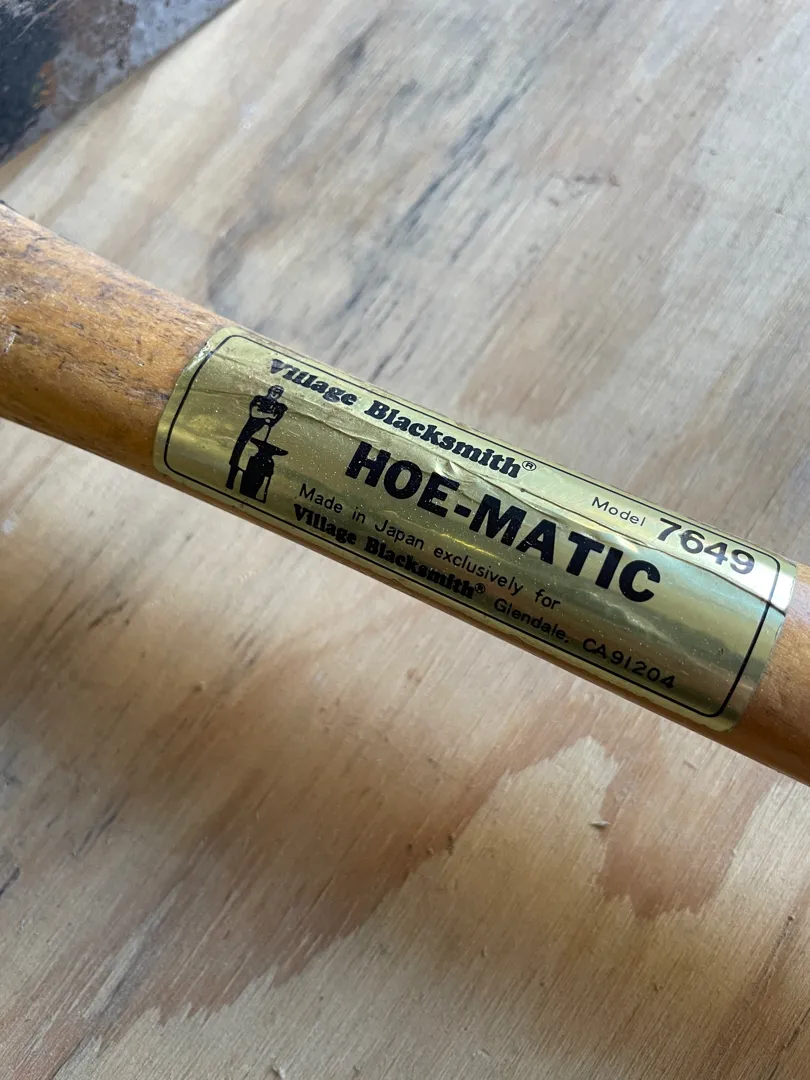 Village Blacksmith®
HOE-MATIC
Model 7649
Made in Japan exclusively for
Village Blacksmith® Glendale, CA 91204